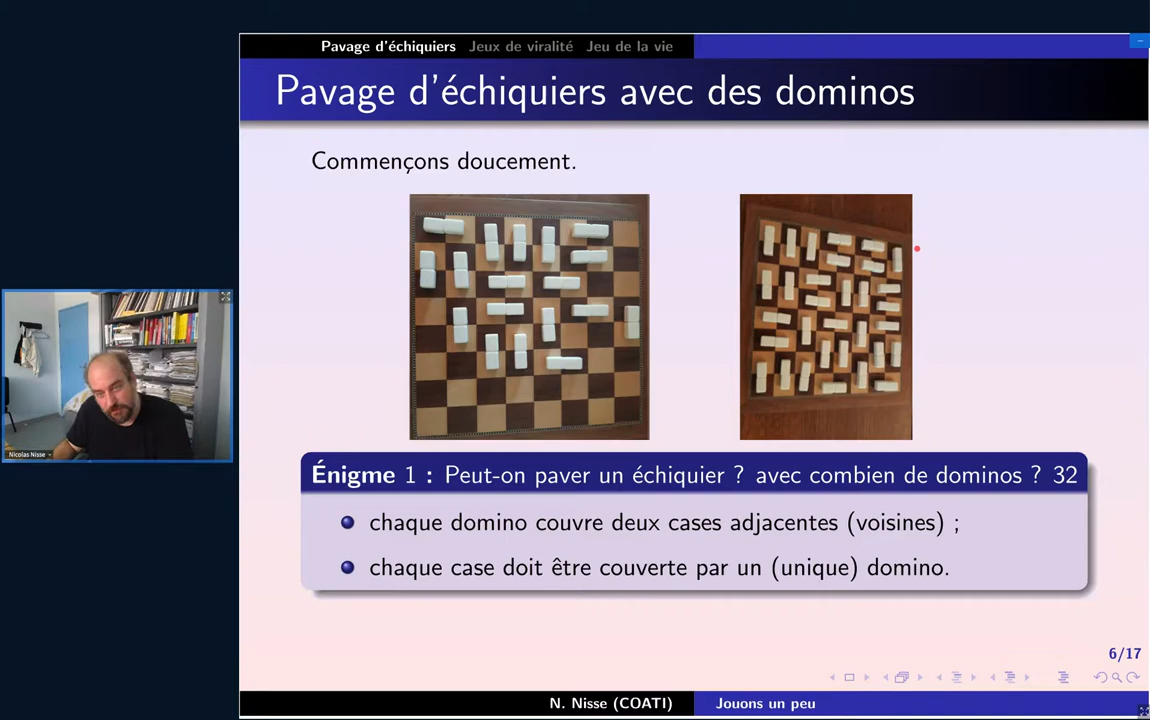 Pavage d'échiquiers Jeux de viralité Jeu de la vie
Pavage d'échiquiers avec des dominos
Commençons doucement.
Nicolas Nisse
Énigme 1 : Peut-on paver un échiquier ? avec combien de dominos ? 32
chaque domino couvre deux cases adjacentes (voisines) ;
chaque case doit être couverte par un (unique) domino.
6/17
N. Nisse (COATI) Jouons un peu